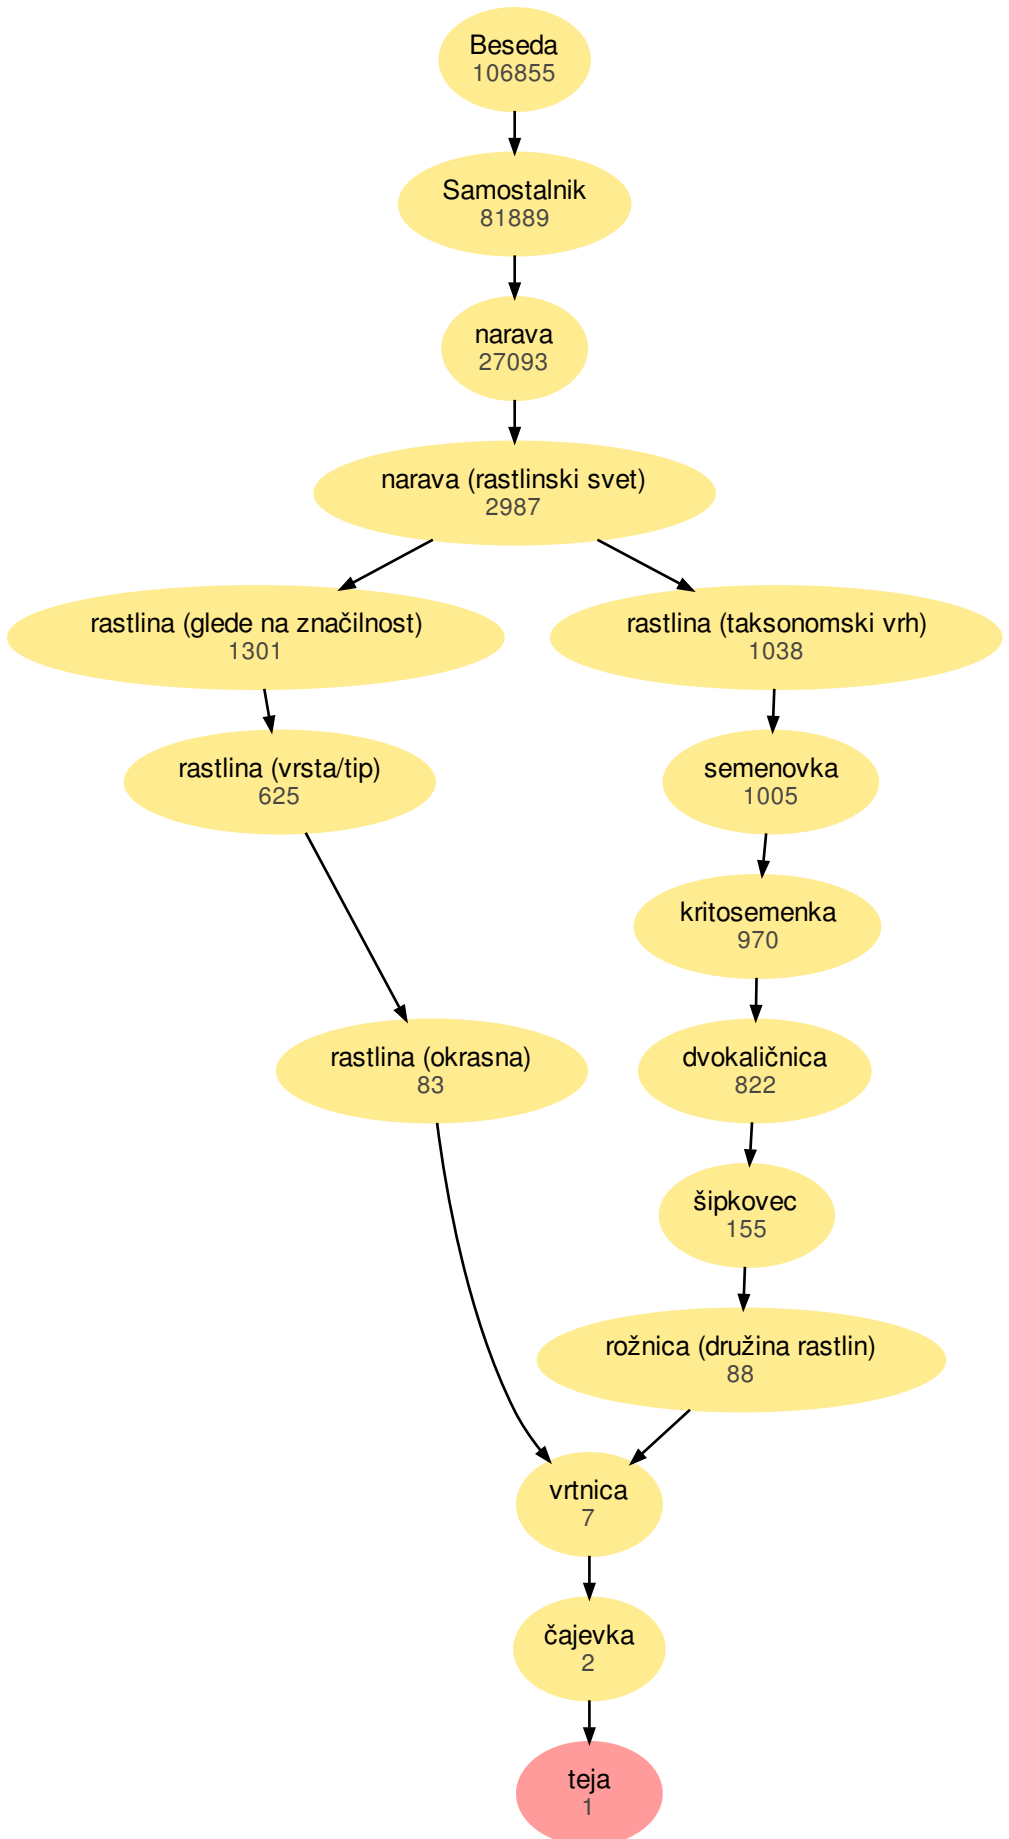 Beseda
106855
Samostalnik
81889
narava
27093
narava (rastlinski svet)
2987
rastlina (glede na značilnost)
1301
rastlina (taksonomski vrh)
1038
rastlina (vrsta/tip)
625
semenovka
1005
kritosemenka
970
rastlina (okrasna)
83
dvokaličnica
822
šipkovec
155
rožnica (družina rastlin)
88
vrtnica
7
čajevka
2
teja
1